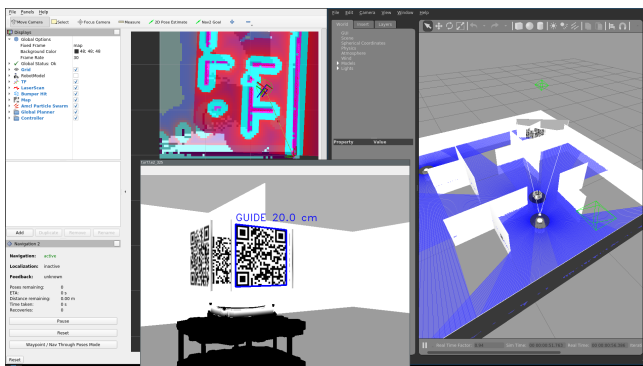 File Panels Help
Move Camera Select Focus Camera Measure 2D Pose Estimate Nav2 Goal
Displays
Global Options
Fixed Frame map
Background Color 48; 48; 48
Frame Rate 30
Global Status: Ok
Grid
RobotModel
TF
LaserScan
Bumper Hit
Map
Amcl Particle Swarm
Global Planner
Controller
Add Duplicate Remove Rename
Navigation 2
Navigation: active
Localization: inactive
Feedback: unknown
Poses remaining: 0
ETA: 0 s
Distance remaining: 0.00 m
Time taken: 0 s
Recoveries: 0
Pause
Reset
Waypoint / Nav Through Poses Mode
Reset
GUIDE 20.0 cm
File Edit Camera View Window Help
World Insert Layers
GUI
Scene
Spherical Coordinates
Physics
Atmosphere
Wind
Models
Lights
Property Value
Real Time Factor: Sim Time: Real Time: